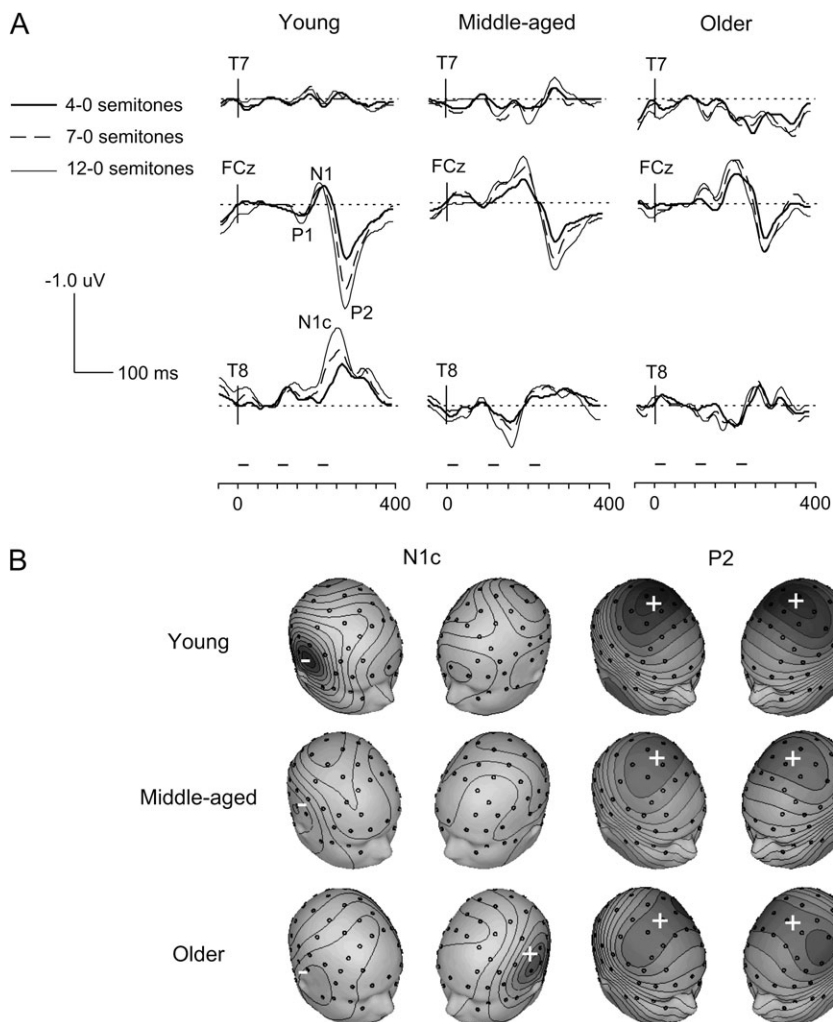 A
Young Middle-aged Older
T7 T7 T7
4-0 semitones
7-0 semitones
12-0 semitones
FCz N1 FCz FCz
P1
-1.0 uV
P2
N1c
100 ms
T8 T8 T8
0 400 0 400 0 400
B
N1c P2
Young
- + +
Middle-aged
- + +
Older
- + + +